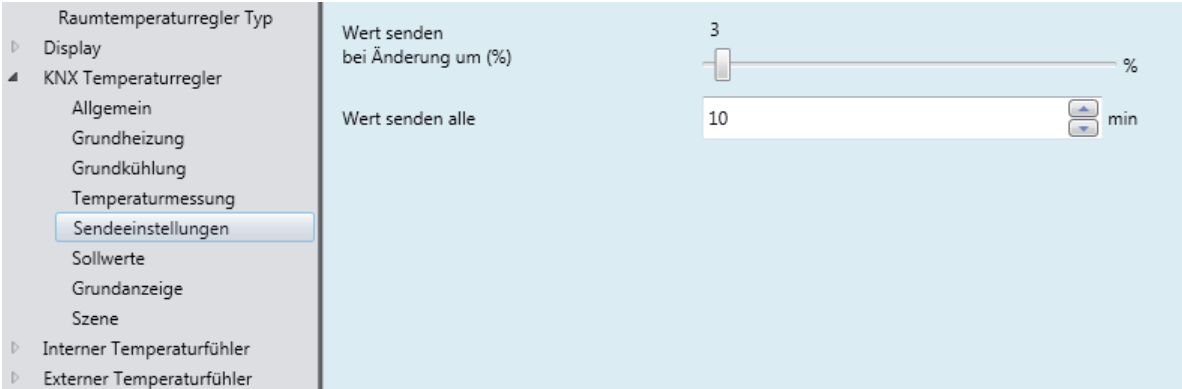 Raumtemperaturregler Typ
Display
KNX Temperaturregler
Allgemein
Grundheizung
Grundkühlung
Temperaturmessung
Sendeeinstellungen
Sollwerte
Grundanzeige
Szene
Interner Temperaturfühler
Externer Temperaturfühler
Wert senden
bei Änderung um (%)
3
%
Wert senden alle
10
min